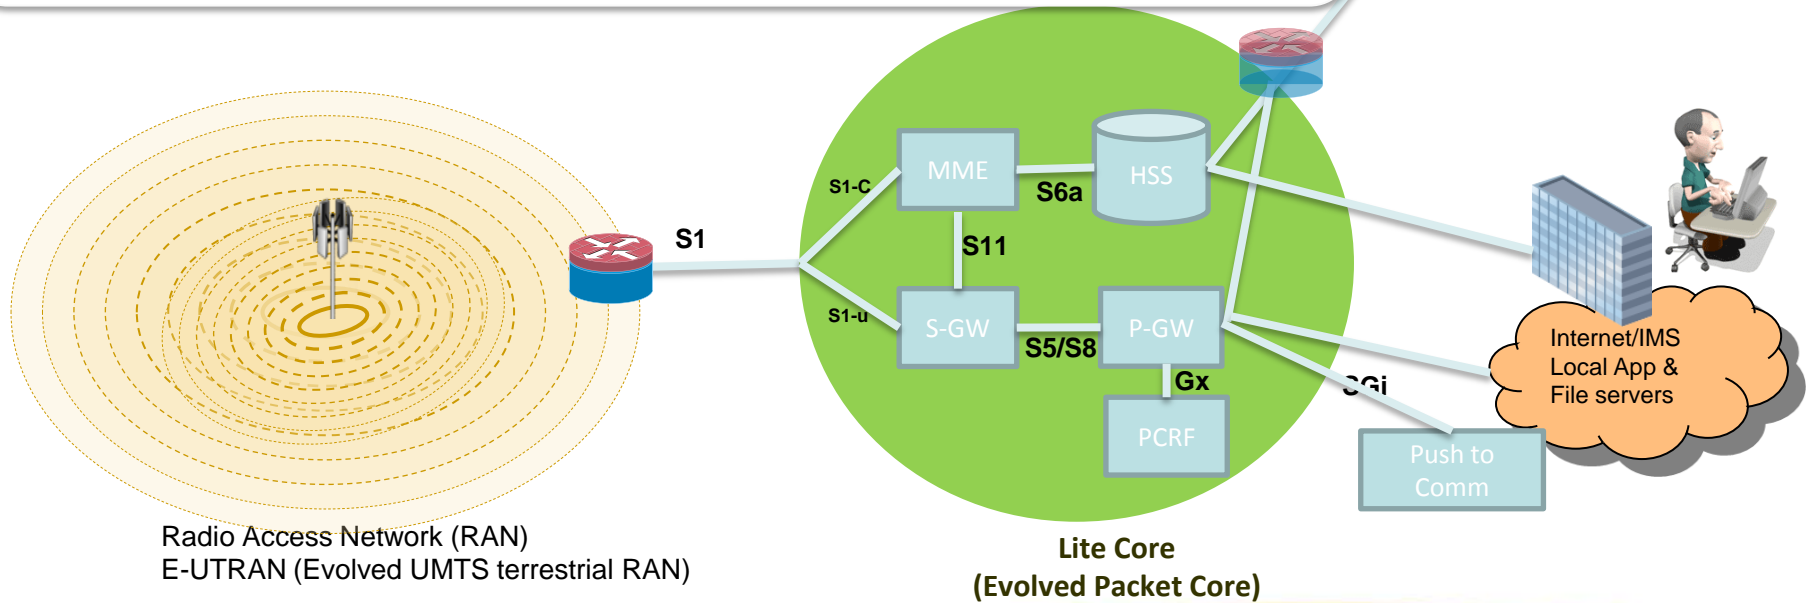 MME
HSS
S1-C
S6a
S1
S11
S1-u
S-GW
P-GW
S5/S8
Gx
SGi
Internet/IMS
Local App &
File servers
PCRF
Push to
Comm
Radio Access Network (RAN)
E-UTRAN (Evolved UMTS terrestrial RAN)
Lite Core
(Evolved Packet Core)